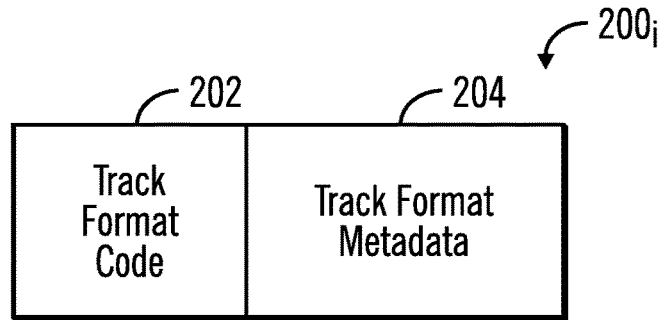 200i
202
204
Track
Format
Code
Track Format
Metadata